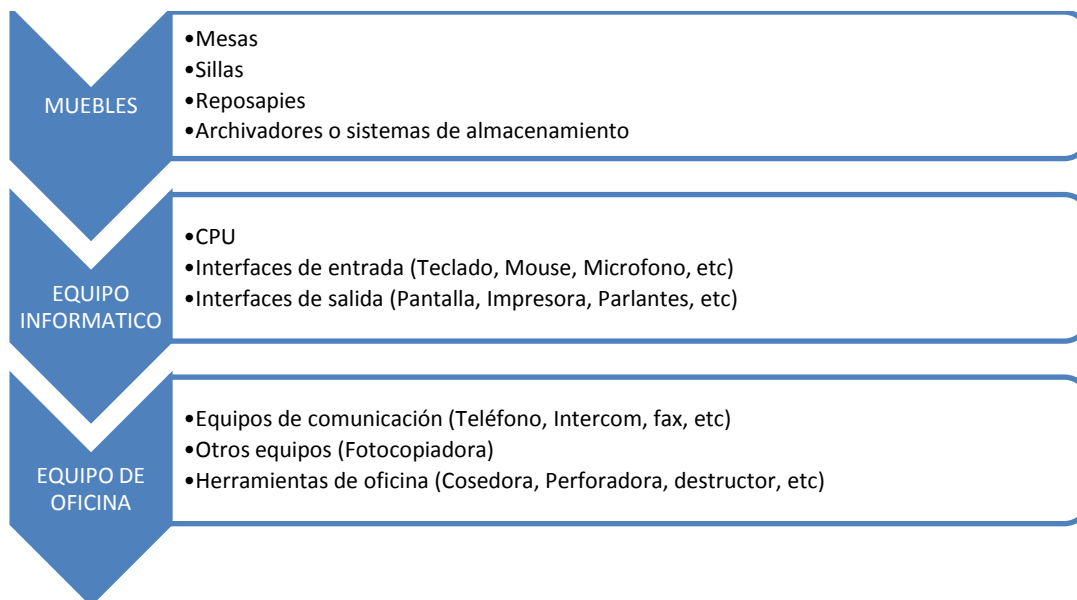 MUEBLES
•Mesas
•Sillas
•Reposapies
•Archivadores o sistemas de almacenamiento
EQUIPO
INFORMATICO
•CPU
•Interfaces de entrada (Teclado, Mouse, Microfono, etc)
•Interfaces de salida (Pantalla, Impresora, Parlantes, etc)
EQUIPO DE
OFICINA
•Equipos de comunicación (Teléfono, Intercom, fax, etc)
•Otros equipos (Fotocopiadora)
•Herramientas de oficina (Cosedora, Perforadora, destructor, etc)